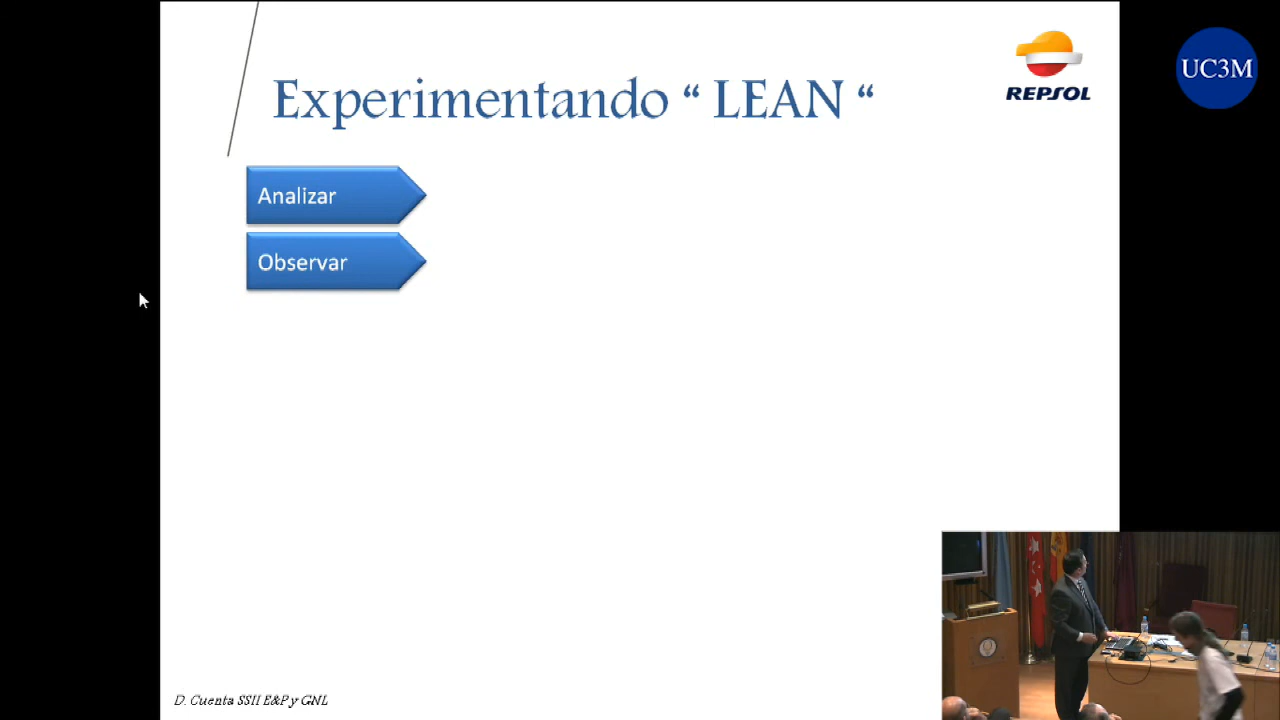 Experimentando “ LEAN “
REPSOL
UC3M
Analizar
Observar
D. Cuenta SSII E&P y GNL